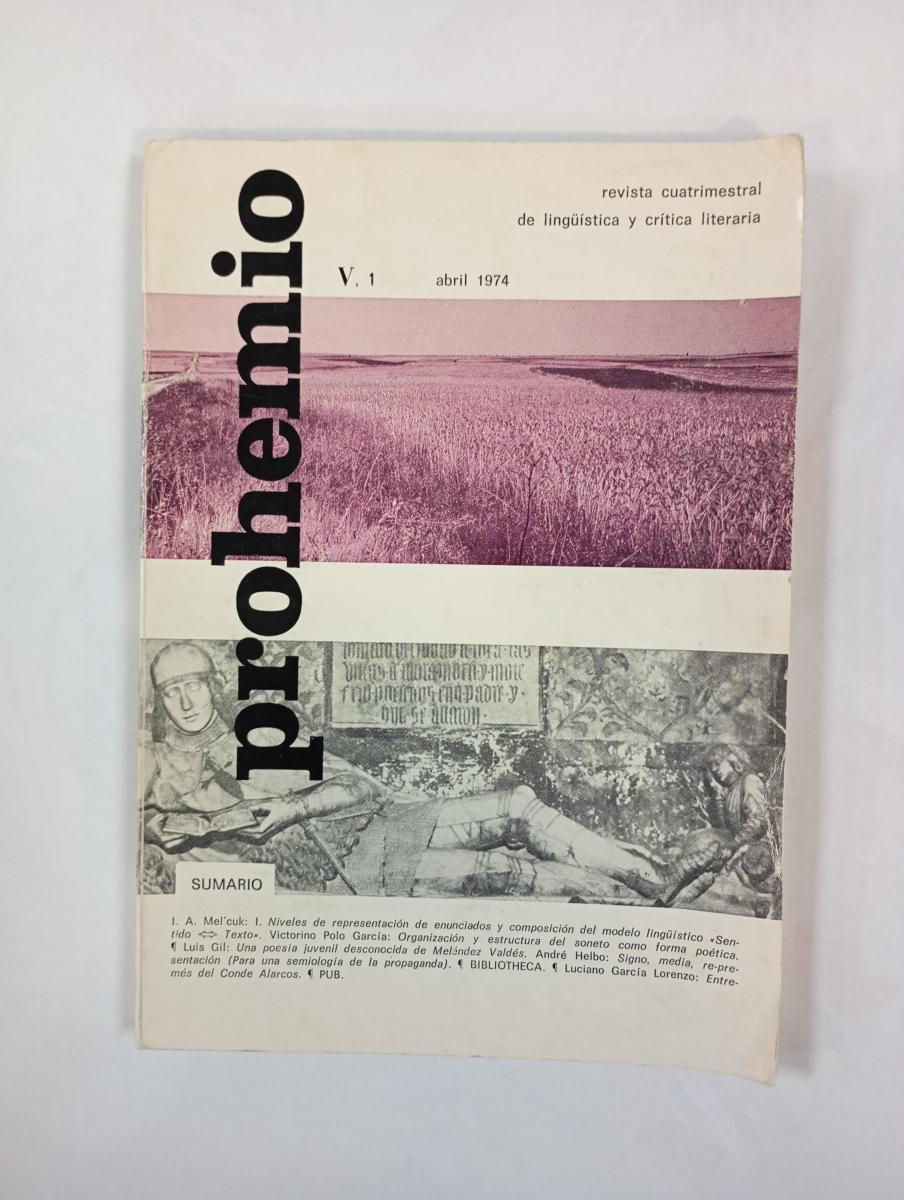 prohemio
revista cuatrimestral
de lingüística y crítica literaria
V, 1 abril 1974
SUMARIO
I. A. Mel'cuk: I. Niveles de representación de enunciados y composición del modelo lingüístico «Sen-
tido ⇔ Texto». Victorino Polo García: Organización y estructura del soneto como forma poética.
¶ Luis Gil: Una poesia juvenil desconocida de Melández Valdés. André Helbo: Signo, media, re-pre-
sentación (Para una semiología de la propaganda). ¶ BIBLIOTHECA. ¶ Luciano García Lorenzo: Entre-
més del Conde Alarcos. ¶ PUB.